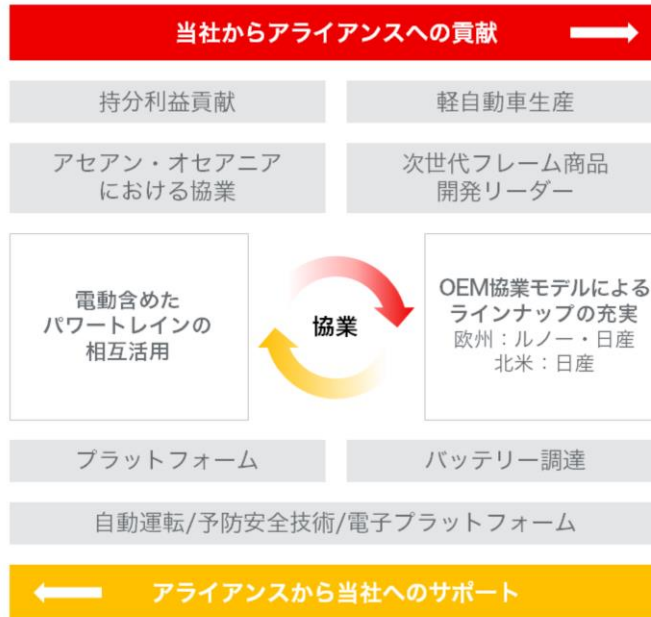 当社からアライアンスへの貢献
持分利益貢献
軽自動車生産
アセアン・オセアニア
における協業
次世代フレーム商品
開発リーダー
電動含めた
パワートレインの
相互活用
協業
OEM協業モデルによる
ラインナップの充実
欧州：ルノー・日産
北米：日産
プラットフォーム
バッテリー調達
自動運転/予防安全技術/電子プラットフォーム
アライアンスから当社へのサポート